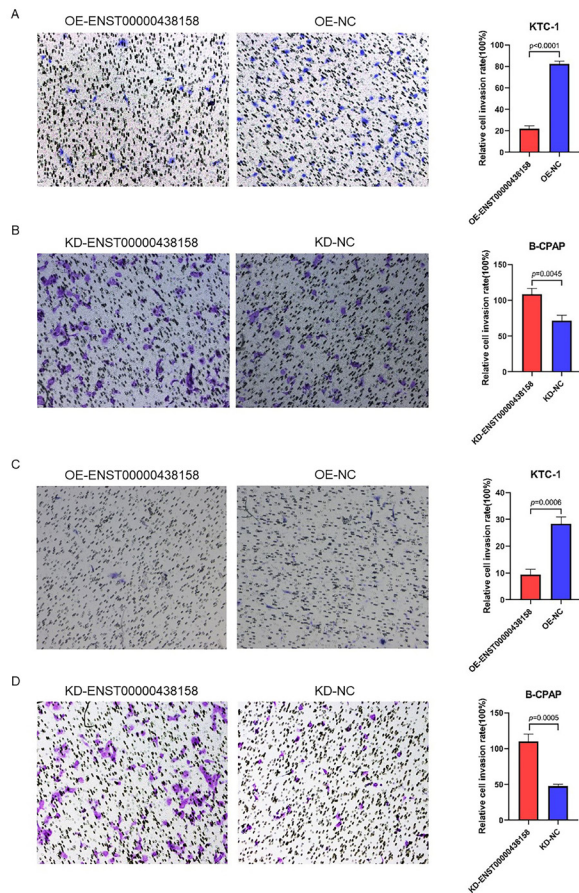 A
OE-ENST00000438158
OE-NC
KTC-1
p<0.0001
Relative cell invasion rate(100%)
100
80
60
40
20
0
OE-ENST00000438158
OE-NC
B
KD-ENST00000438158
KD-NC
B-CPAP
p=0.0045
Relative cell invasion rate(100%)
150
100
50
0
KD-ENST00000438158
KD-NC
C
OE-ENST00000438158
OE-NC
KTC-1
p=0.0006
Relative cell invasion rate(100%)
40
30
20
10
0
OE-ENST00000438158
OE-NC
D
KD-ENST00000438158
KD-NC
B-CPAP
p=0.0005
Relative cell invasion rate(100%)
150
100
50
0
KD-ENST00000438158
KD-NC